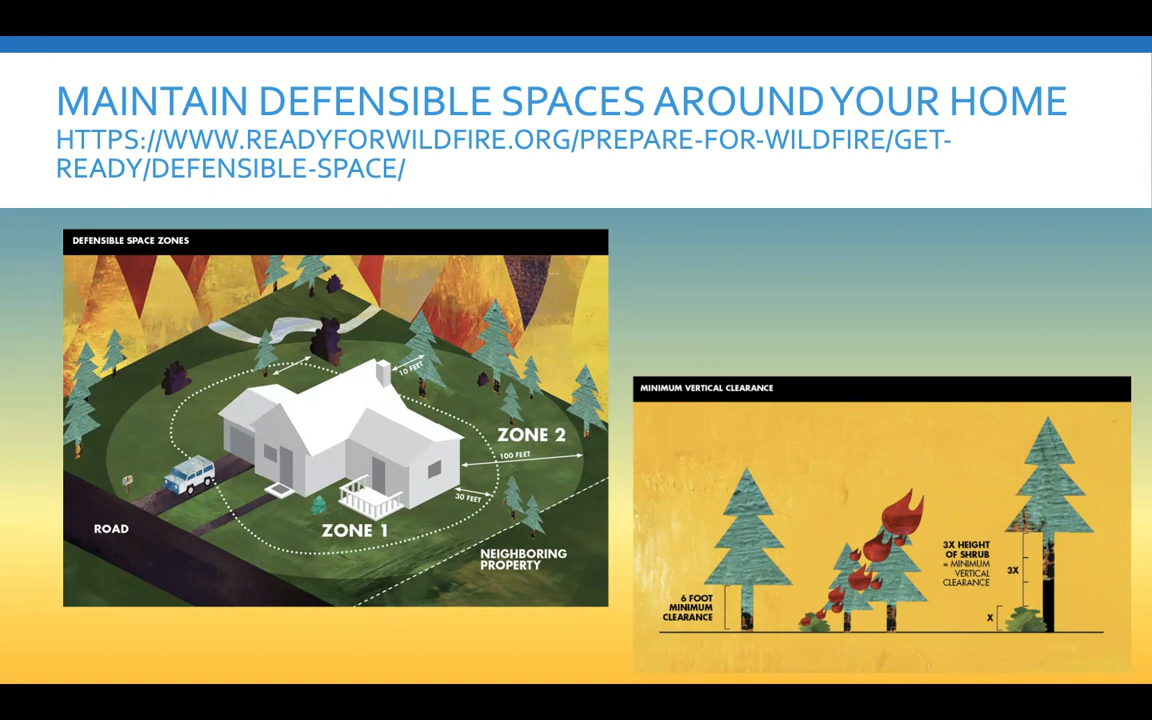 MAINTAIN DEFENSIBLE SPACES AROUND YOUR HOME
HTTPS://WWW.READYFORWILDFIRE.ORG/PREPARE-FOR-WILDFIRE/GET-
READY/DEFENSIBLE-SPACE/
DEFENSIBLE SPACE ZONES
10 FEET
ZONE 2
100 FEET
30 FEET
ROAD
ZONE 1
NEIGHBORING
PROPERTY
MINIMUM VERTICAL CLEARANCE
6 FOOT
MINIMUM
CLEARANCE
3X HEIGHT
OF SHRUB
= MINIMUM
VERTICAL
CLEARANCE
3X
X